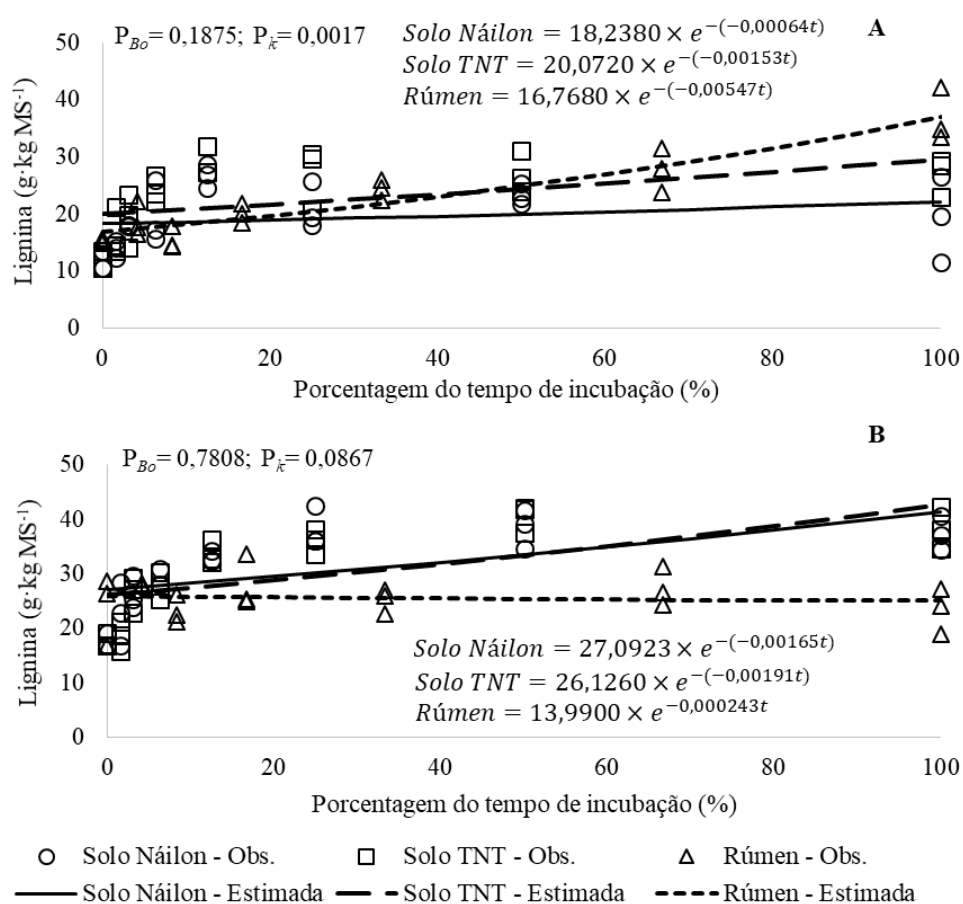 P_Bo= 0,1875; P_k= 0,0017
Solo Náilon = 18,2380 × e^−(−0,00064t)
Solo TNT = 20,0720 × e^−(−0,00153t)
Rúmen = 16,7680 × e^−(−0,00547t)
A
50
40
30
20
10
0
Lignina (g·kg MS⁻¹)
0 20 40 60 80 100
Porcentagem do tempo de incubação (%)
B
P_Bo= 0,7808; P_k= 0,0867
50
40
30
20
10
0
Lignina (g·kg MS⁻¹)
Solo Náilon = 27,0923 × e^−(−0,00165t)
Solo TNT = 26,1260 × e^−(−0,00191t)
Rúmen = 13,9900 × e^−0,000243t
0 20 40 60 80 100
Porcentagem do tempo de incubação (%)
Solo Náilon - Obs. Solo TNT - Obs. Rúmen - Obs.
Solo Náilon - Estimada Solo TNT - Estimada Rúmen - Estimada